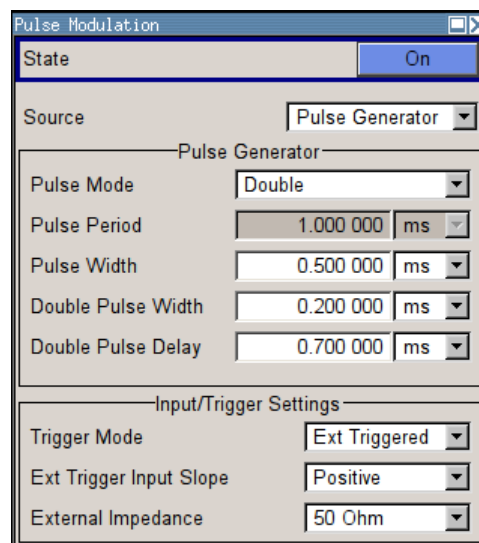 Pulse Modulation
State On
Source Pulse Generator
Pulse Generator
Pulse Mode Double
Pulse Period 1.000 000 ms
Pulse Width 0.500 000 ms
Double Pulse Width 0.200 000 ms
Double Pulse Delay 0.700 000 ms
Input/Trigger Settings
Trigger Mode Ext Triggered
Ext Trigger Input Slope Positive
External Impedance 50 Ohm